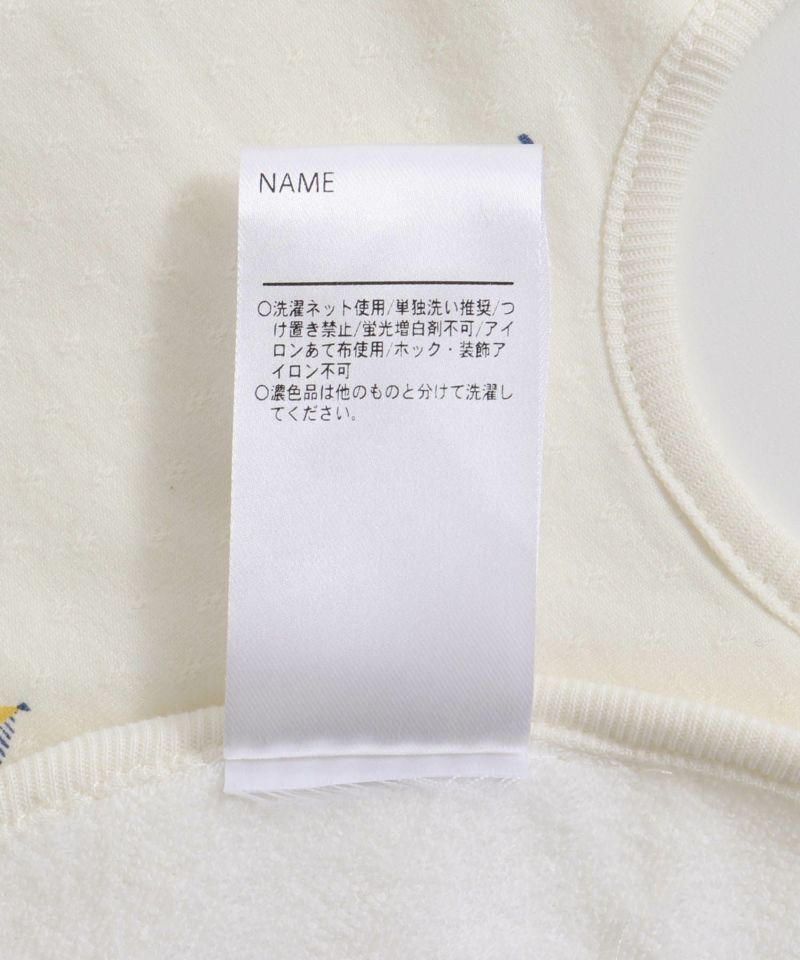 NAME
○洗濯ネット使用/単独洗い推奨/つ
け置き禁止/蛍光増白剤不可/アイ
ロンあて布使用/ホック・装飾ア
イロン不可
○濃色品は他のものと分けて洗濯し
てください。